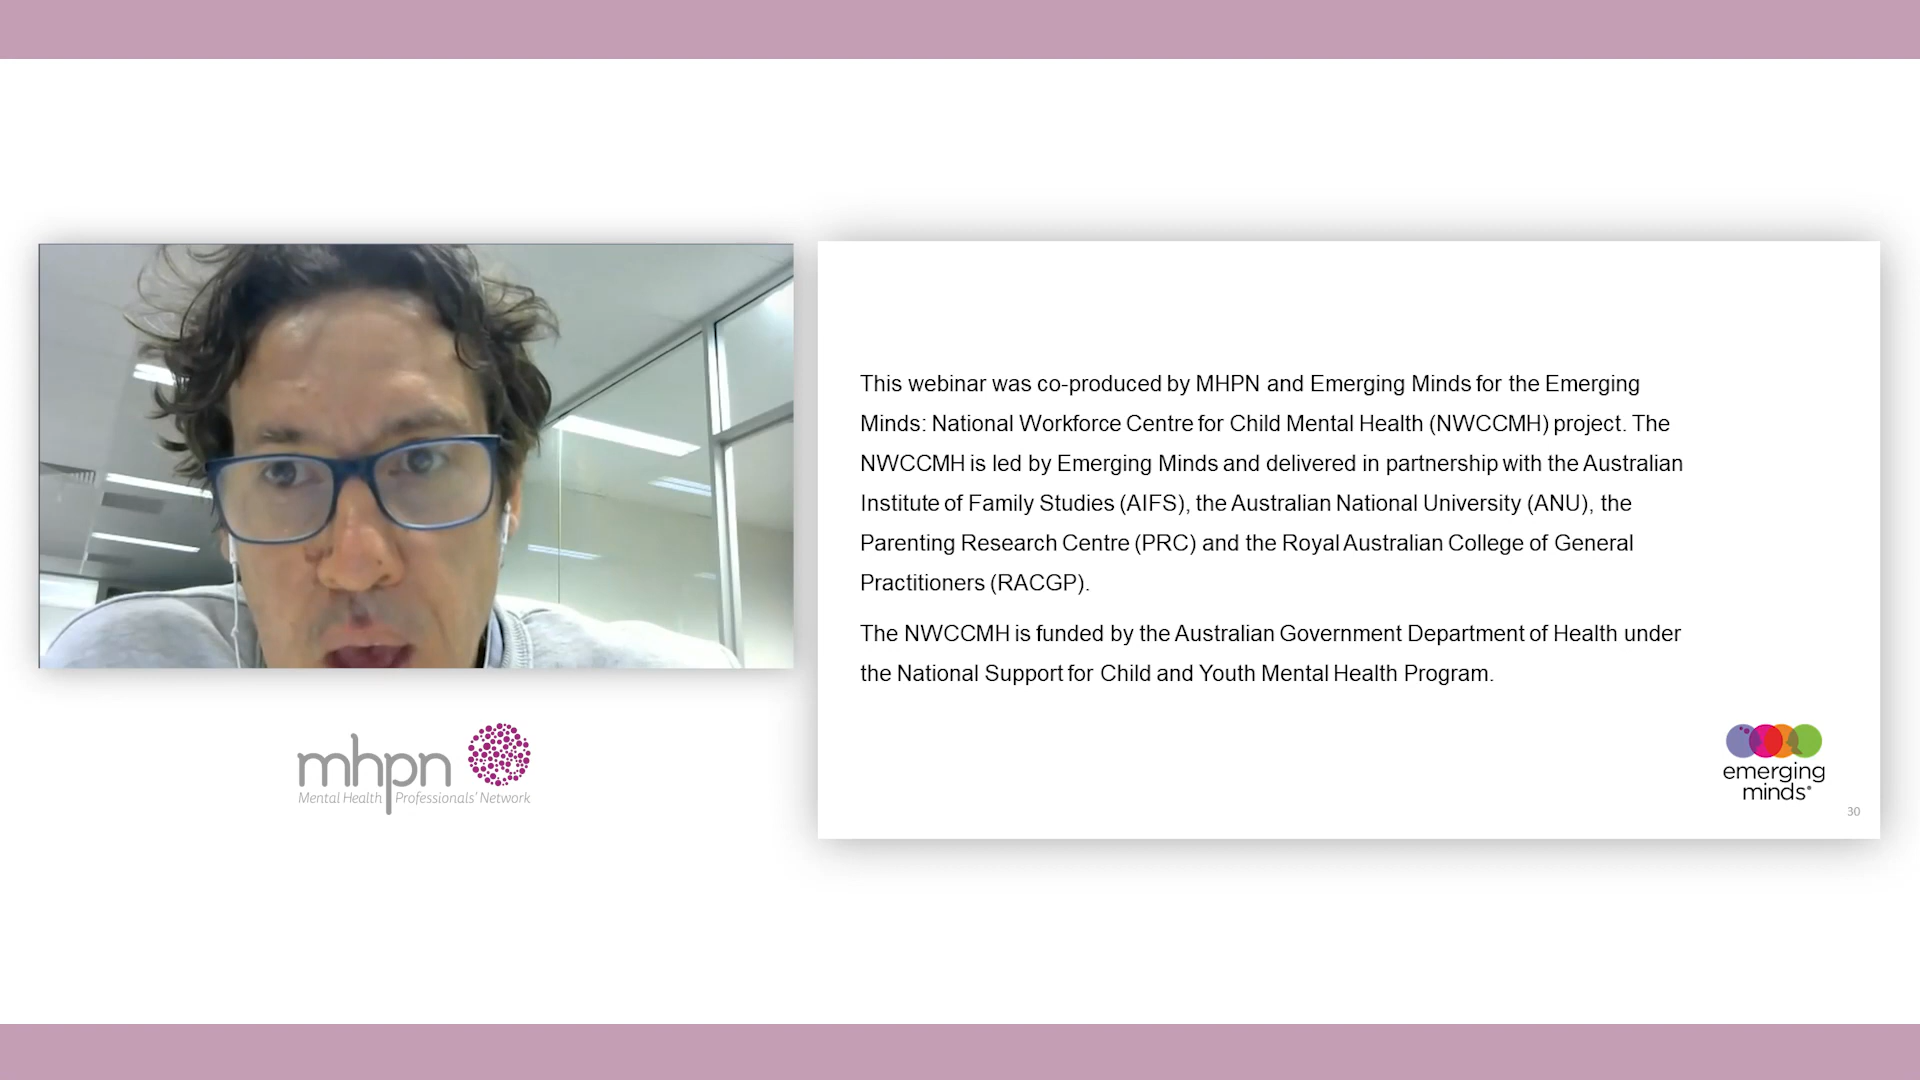 This webinar was co-produced by MHPN and Emerging Minds for the Emerging
Minds: National Workforce Centre for Child Mental Health (NWCCMH) project. The
NWCCMH is led by Emerging Minds and delivered in partnership with the Australian
Institute of Family Studies (AIFS), the Australian National University (ANU), the
Parenting Research Centre (PRC) and the Royal Australian College of General
Practitioners (RACGP).
The NWCCMH is funded by the Australian Government Department of Health under
the National Support for Child and Youth Mental Health Program.
mhpn
Mental Health Professionals' Network
emerging
minds
30